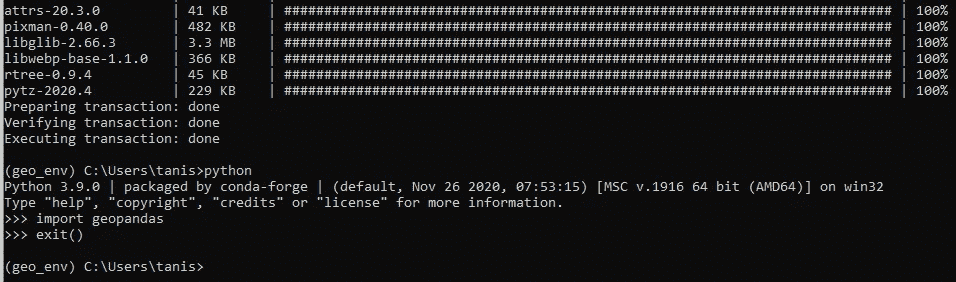 attrs-20.3.0         | 41 KB     | ############################################################################ | 100%
pixman-0.40.0        | 482 KB    | ############################################################################ | 100%
libglib-2.66.3       | 3.3 MB    | ############################################################################ | 100%
libwebp-base-1.1.0   | 366 KB    | ############################################################################ | 100%
rtree-0.9.4          | 45 KB     | ############################################################################ | 100%
pytz-2020.4          | 229 KB    | ############################################################################ | 100%
Preparing transaction: done
Verifying transaction: done
Executing transaction: done
(geo_env) C:\Users\tanis>python
Python 3.9.0 | packaged by conda-forge | (default, Nov 26 2020, 07:53:15) [MSC v.1916 64 bit (AMD64)] on win32
Type "help", "copyright", "credits" or "license" for more information.
>>> import geopandas
>>> exit()
(geo_env) C:\Users\tanis>